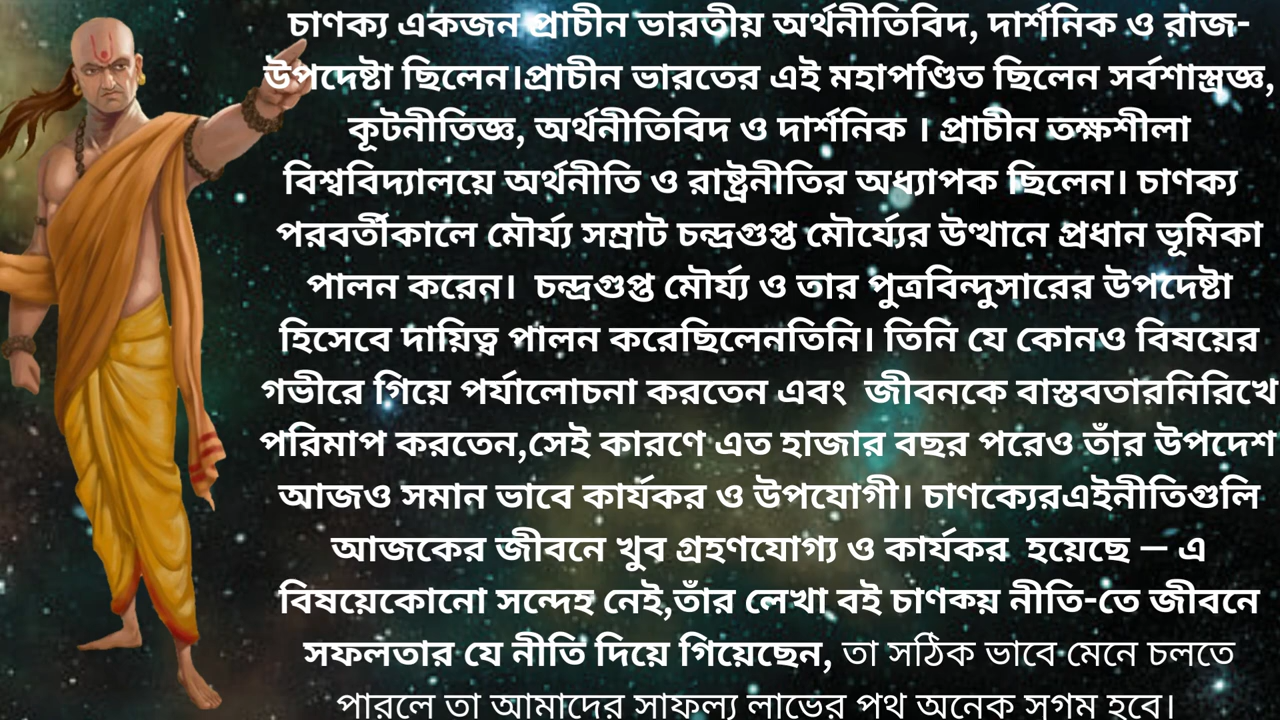 চাণক্য একজন প্রাচীন ভারতীয় অর্থনীতিবিদ, দার্শনিক ও রাজ-
উপদেষ্টা ছিলেন।প্রাচীন ভারতের এই মহাপণ্ডিত ছিলেন সর্বশাস্ত্রজ্ঞ,
কূটনীতিজ্ঞ, অর্থনীতিবিদ ও দার্শনিক । প্রাচীন তক্ষশীলা
বিশ্ববিদ্যালয়ে অর্থনীতি ও রাষ্ট্রনীতির অধ্যাপক ছিলেন। চাণক্য
পরবর্তীকালে মৌর্য্য সম্রাট চন্দ্রগুপ্ত মৌর্য্যের উত্থানে প্রধান ভূমিকা
পালন করেন। চন্দ্রগুপ্ত মৌর্য্য ও তার পুত্রবিন্দুসারের উপদেষ্টা
হিসেবে দায়িত্ব পালন করেছিলেনতিনি। তিনি যে কোনও বিষয়ের
গভীরে গিয়ে পর্যালোচনা করতেন এবং জীবনকে বাস্তবতারনিরিখে
পরিমাপ করতেন,সেই কারণে এত হাজার বছর পরেও তাঁর উপদেশ
আজও সমান ভাবে কার্যকর ও উপযোগী। চাণক্যেরএইনীতিগুলি
আজকের জীবনে খুব গ্রহণযোগ্য ও কার্যকর হয়েছে – এ
বিষয়েকোনো সন্দেহ নেই,তাঁর লেখা বই চাণক্য় নীতি-তে জীবনে
সফলতার যে নীতি দিয়ে গিয়েছেন, তা সঠিক ভাবে মেনে চলতে
পারলে তা আমাদের সাফল্য লাভের পথ অনেক সুগম হবে।